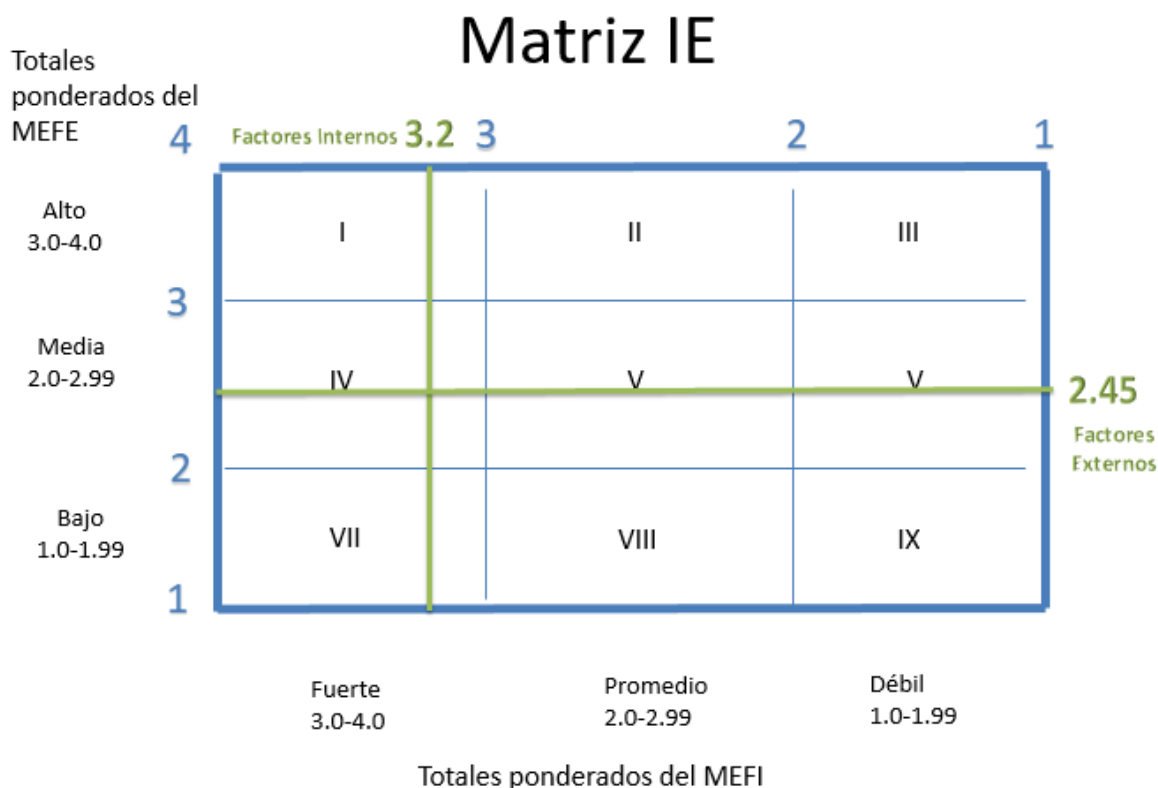 Matriz IE
Totales
ponderados del
MEFE
4
Factores Internos 3.2
3
2
1
Alto
3.0-4.0
I
II
III
3
Media
2.0-2.99
IV
V
V
2.45
Factores
Externos
2
Bajo
1.0-1.99
VII
VIII
IX
1
Fuerte
3.0-4.0
Promedio
2.0-2.99
Débil
1.0-1.99
Totales ponderados del MEFI